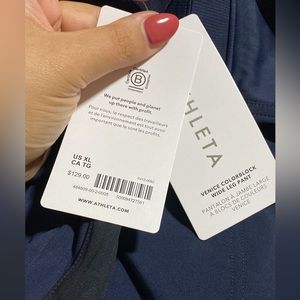 B
We put people and planet
up there with profit.
Pour nous, le respect des travailleurs
et de l'environnement est tout aussi
important que le sont les profits.
US XL
CA TG
$129.00
WWW.ATHLETA.COM
ATHLETA
VENICE COLORBLOCK
WIDE LEG PANT
PANTALON À JAMBE LARGE
À BLOCS DE COULEURS
VENICE